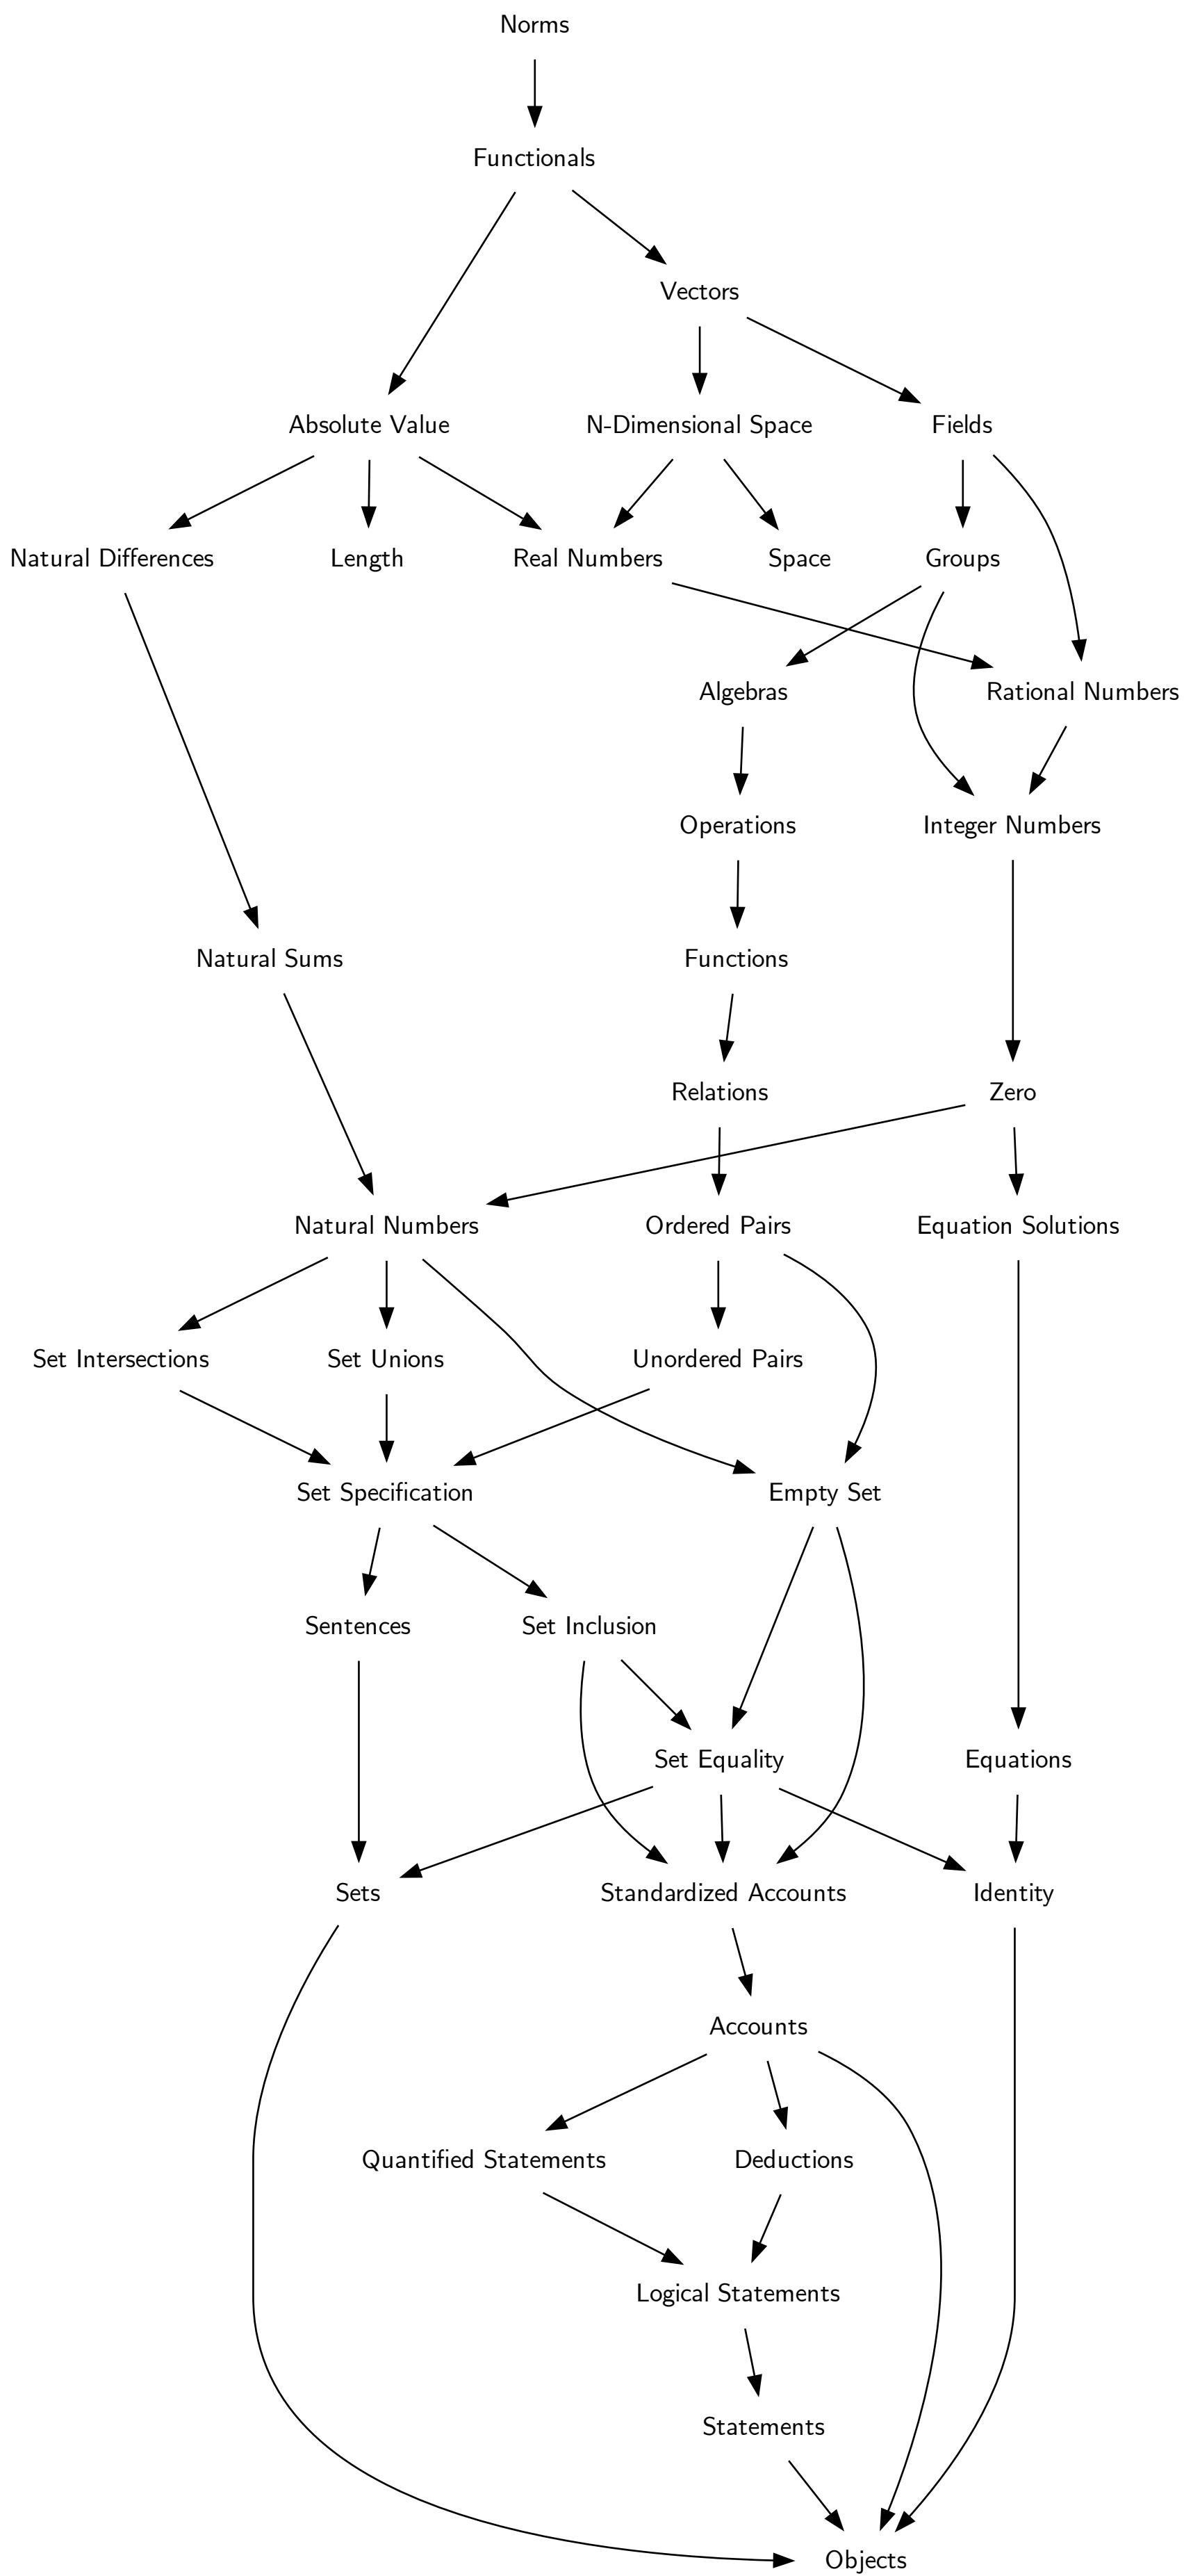 Norms
Functionals
Vectors
Absolute Value
N-Dimensional Space
Fields
Natural Differences
Length
Real Numbers
Space
Groups
Algebras
Rational Numbers
Operations
Integer Numbers
Natural Sums
Functions
Relations
Zero
Natural Numbers
Ordered Pairs
Equation Solutions
Set Intersections
Set Unions
Unordered Pairs
Set Specification
Empty Set
Sentences
Set Inclusion
Set Equality
Equations
Sets
Standardized Accounts
Identity
Accounts
Quantified Statements
Deductions
Logical Statements
Statements
Objects